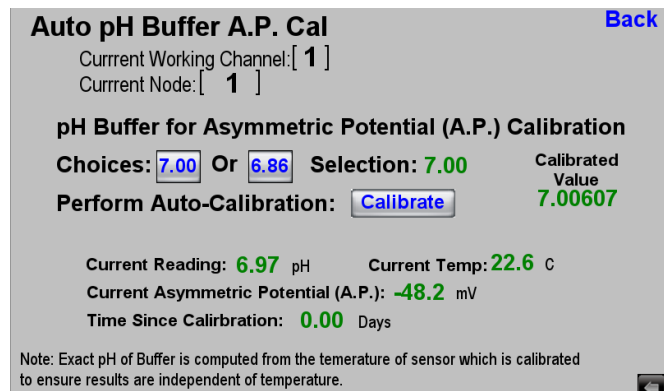 Auto pH Buffer A.P. Cal
Back
Currrent Working Channel:[ 1 ]
Currrent Node:[ 1 ]
pH Buffer for Asymmetric Potential (A.P.) Calibration
Choices: 7.00 Or 6.86 Selection: 7.00
Calibrated
Value
7.00607
Perform Auto-Calibration: Calibrate
Current Reading: 6.97 pH Current Temp: 22.6 C
Current Asymmetric Potential (A.P.): -48.2 mV
Time Since Calirbration: 0.00 Days
Note: Exact pH of Buffer is computed from the temerature of sensor which is calibrated
to ensure results are independent of temperature.